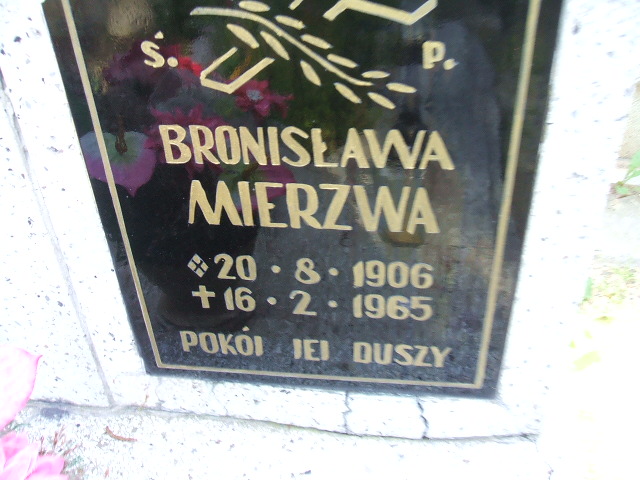 Ś. P.
BRONISŁAWA
MIERZWA
20 · 8 · 1906
✝ 16 · 2 · 1965
POKÓJ JEJ DUSZY